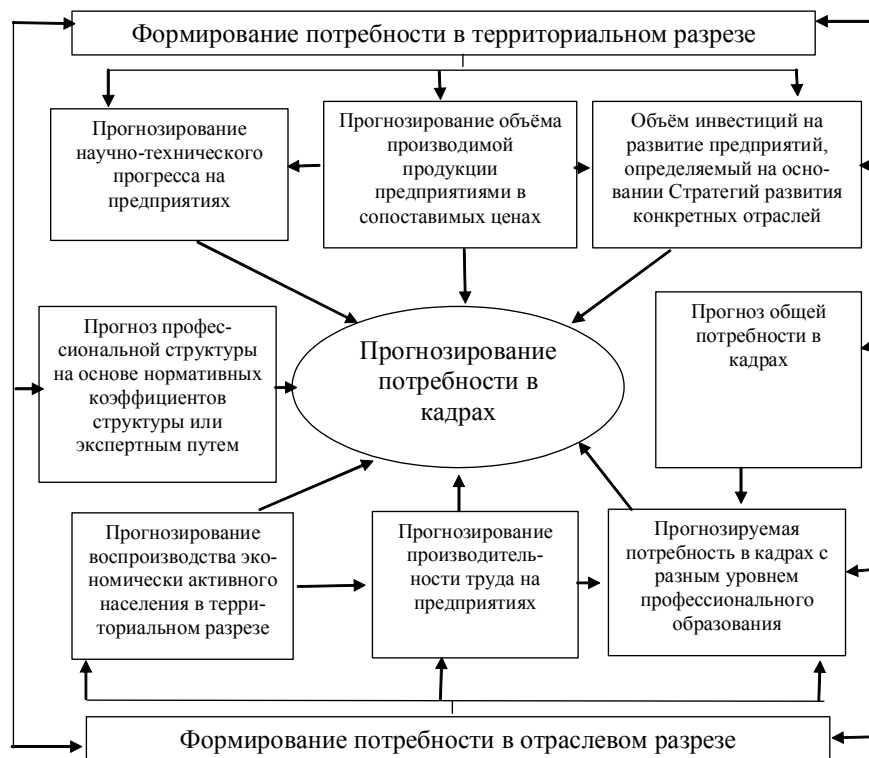 Формирование потребности в территориальном разрезе
Прогнозирование
научно-технического
прогресса на
предприятиях
Прогнозирование объёма
производимой
продукции
предприятиями в
сопоставимых ценах
Объём инвестиций на
развитие предприятий,
определяемый на осно-
вании Стратегий развития
конкретных отраслей
Прогноз профес-
сиональной структуры
на основе нормативных
коэффициентов
структуры или
экспертным путем
Прогнозирование
потребности в
кадрах
Прогноз общей
потребности в
кадрах
Прогнозирование
воспроизводства эко-
номически активного
населения в терри-
ториальном разрезе
Прогнозирование
производитель-
ности труда на
предприятиях
Прогнозируемая
потребность в кадрах с
разным уровнем
профессионального
образования
Формирование потребности в отраслевом разрезе